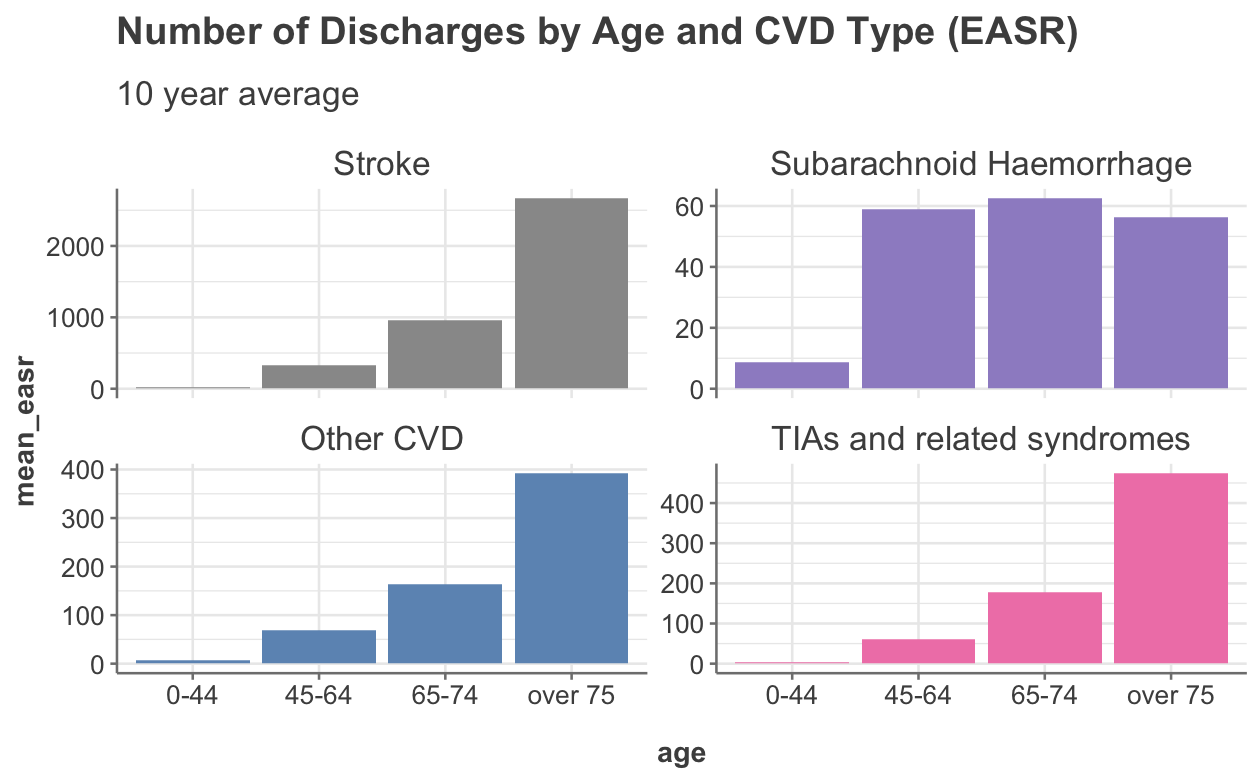 Number of Discharges by Age and CVD Type (EASR)
10 year average
Stroke
2000
1000
0
Subarachnoid Haemorrhage
60
40
20
0
mean_easr
Other CVD
400
300
200
100
0
0-44 45-64 65-74 over 75
TIAs and related syndromes
400
300
200
100
0
0-44 45-64 65-74 over 75
age